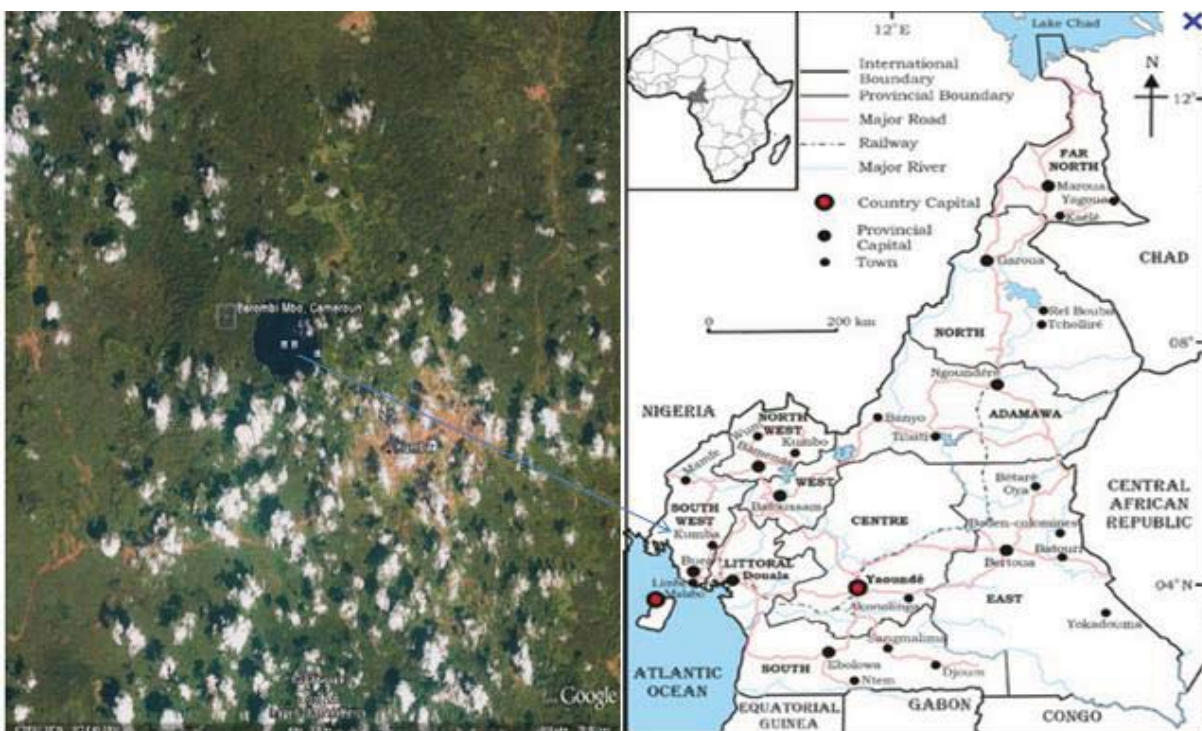 Barombi Mbo, Cameroun
Google
12°E
Lake Chad
International
Boundary
Provincial Boundary
Major Road
Railway
Major River
Country Capital
Provincial
Capital
Town
N
12°
0
200 km
FAR
NORTH
Maroua
Yagoua
Kaélé
CHAD
Garoua
Rei Bouba
Tcholliré
NORTH
08°
Ngoundéré
NIGERIA
NORTH
WEST
Wum
Kumbo
Bamenda
Banyo
Tibati
ADAMAWA
Mamfe
WEST
Bafoussam
Bétaré
Oya
CENTRAL
AFRICAN
REPUBLIC
SOUTH
WEST
Kumba
CENTRE
Batouri
Bertoua
Buea
LITTORAL
Douala
Limbe
Malabo
Yaoundé
Akonolinga
EAST
04°N
Yokadouma
Sangmalima
SOUTH
Ebolowa
Djoum
Ntem
ATLANTIC
OCEAN
EQUATORIAL
GUINEA
GABON
CONGO